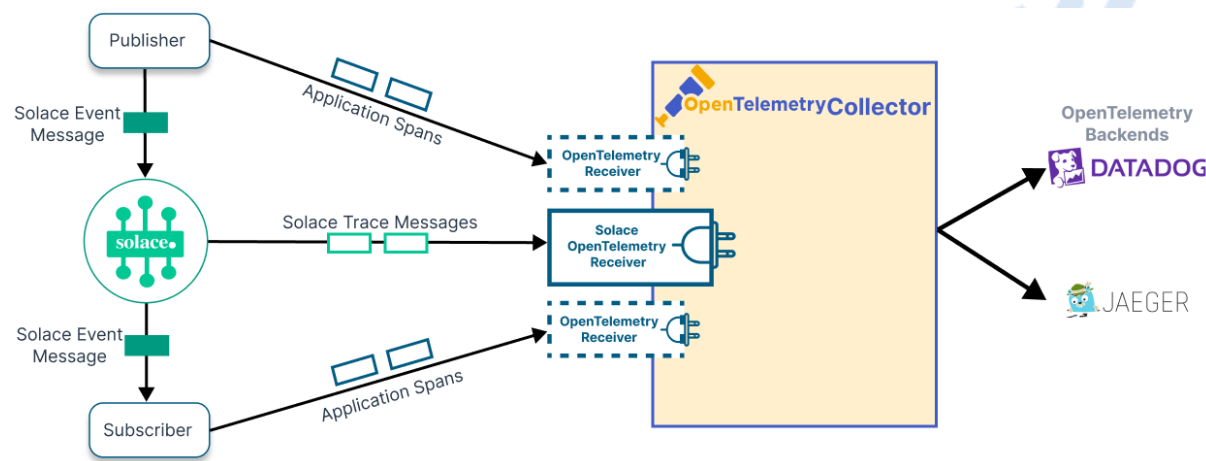 Publisher
Solace Event
Message
Application Spans
OpenTelemetryCollector
OpenTelemetry
Backends
OpenTelemetry
Receiver
DATADOG
solace.
Solace Trace Messages
Solace
OpenTelemetry
Receiver
JAEGER
Solace Event
Message
OpenTelemetry
Receiver
Application Spans
Subscriber